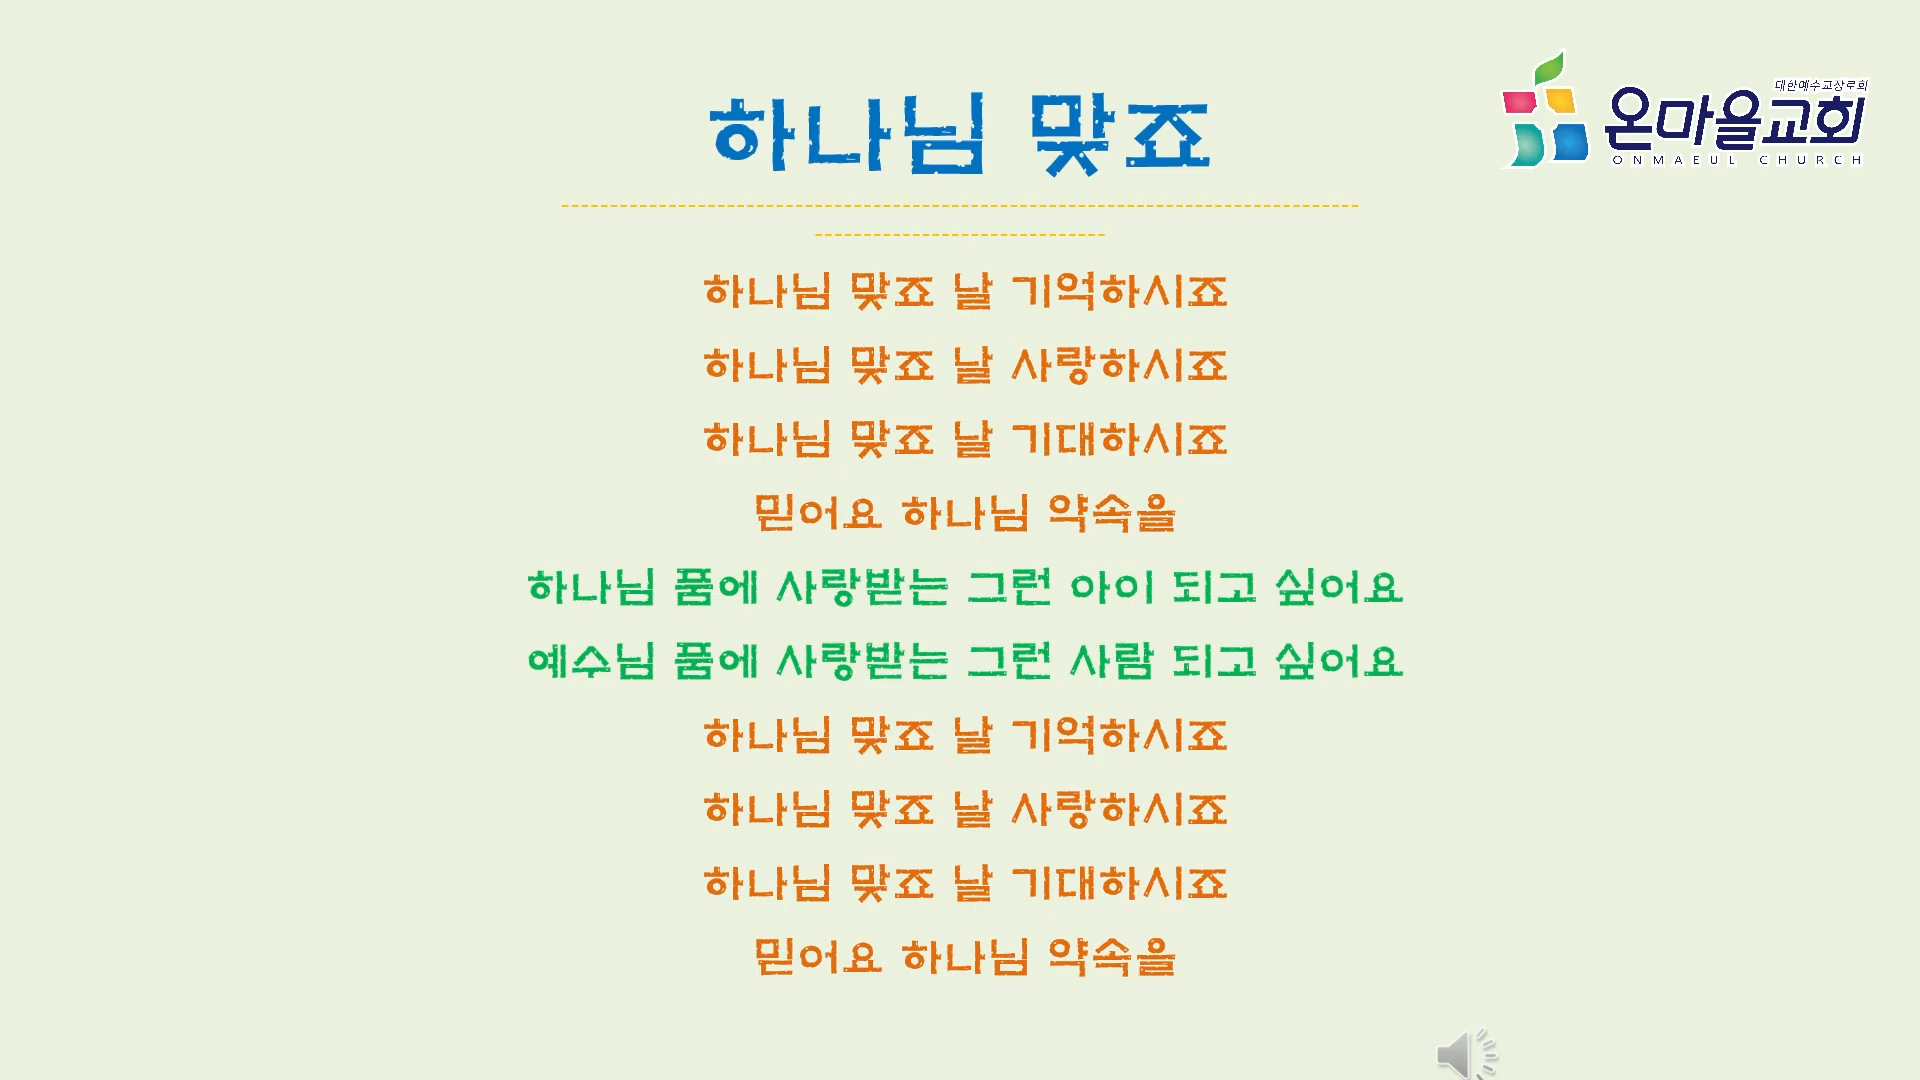 하나님 맞죠
대한예수교장로회
온마을교회
ONMAEUL CHURCH
하나님 맞죠 날 기억하시죠
하나님 맞죠 날 사랑하시죠
하나님 맞죠 날 기대하시죠
믿어요 하나님 약속을
하나님 품에 사랑받는 그런 아이 되고 싶어요
예수님 품에 사랑받는 그런 사람 되고 싶어요
하나님 맞죠 날 기억하시죠
하나님 맞죠 날 사랑하시죠
하나님 맞죠 날 기대하시죠
믿어요 하나님 약속을